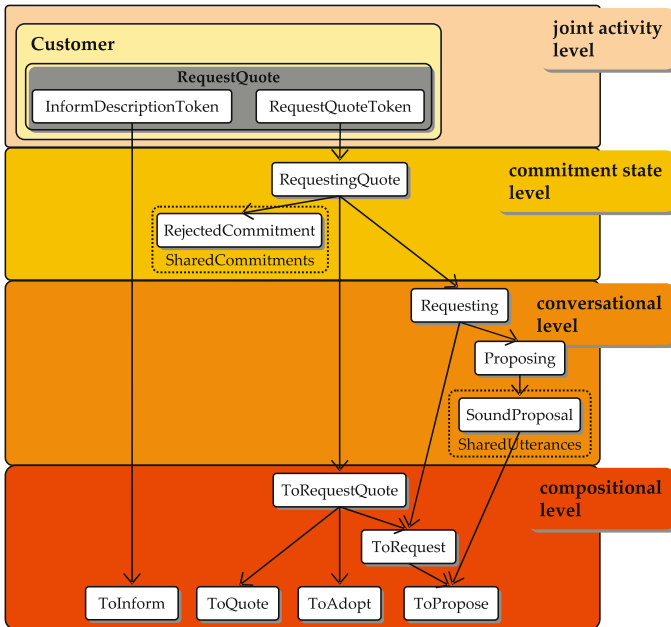 joint activity
level
Customer
RequestQuote
InformDescriptionToken
RequestQuoteToken
commitment state
level
RequestingQuote
RejectedCommitment
SharedCommitments
conversational
level
Requesting
Proposing
SoundProposal
SharedUtterances
compositional
level
ToRequestQuote
ToRequest
ToInform
ToQuote
ToAdopt
ToPropose